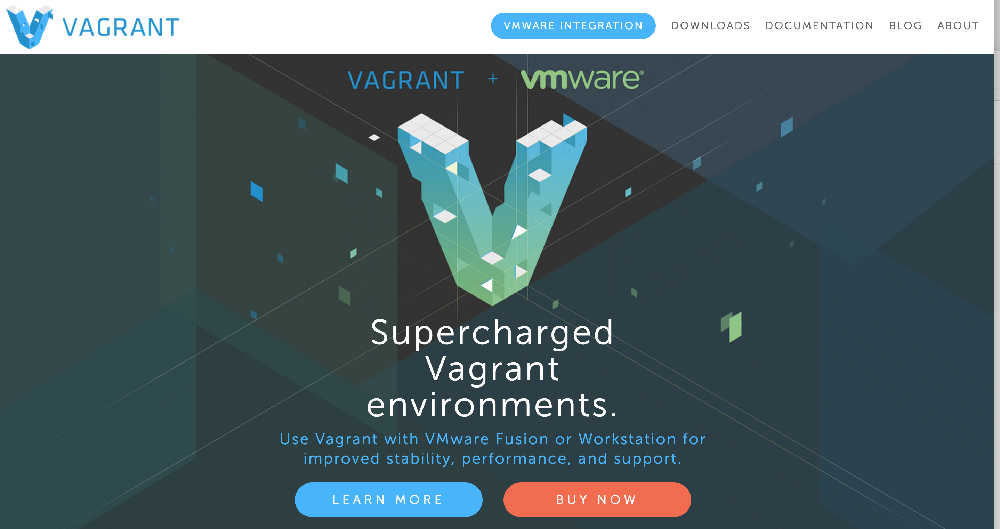 VAGRANT
VMWARE INTEGRATION
DOWNLOADS
DOCUMENTATION
BLOG
ABOUT
VAGRANT + vmware®
Supercharged
Vagrant
environments.
Use Vagrant with VMware Fusion or Workstation for
improved stability, performance, and support.
LEARN MORE
BUY NOW